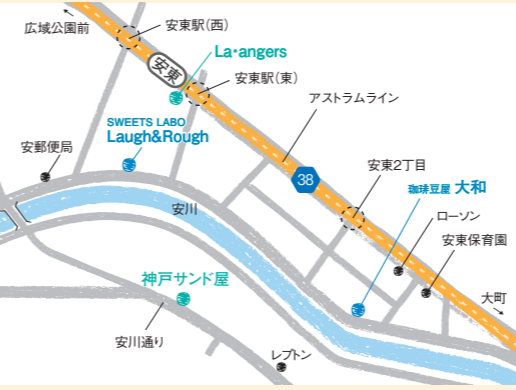 広域公園前
安東駅(西)
安東
La・angers
安東駅(東)
アストラムライン
SWEETS LABO
Laugh&Rough
安郵便局
38
安東2丁目
珈琲豆屋 大和
安川
ローソン
安東保育園
神戸サンド屋
大町
安川通り
レプトン